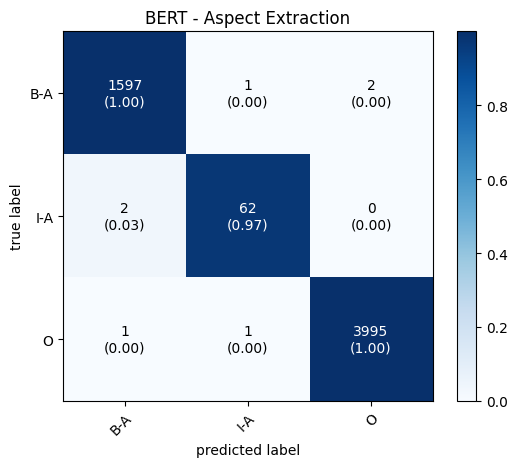 BERT - Aspect Extraction
true label
B-A
1597
(1.00)
1
(0.00)
2
(0.00)
I-A
2
(0.03)
62
(0.97)
0
(0.00)
O
1
(0.00)
1
(0.00)
3995
(1.00)
B-A
I-A
O
predicted label
0.8
0.6
0.4
0.2
0.0